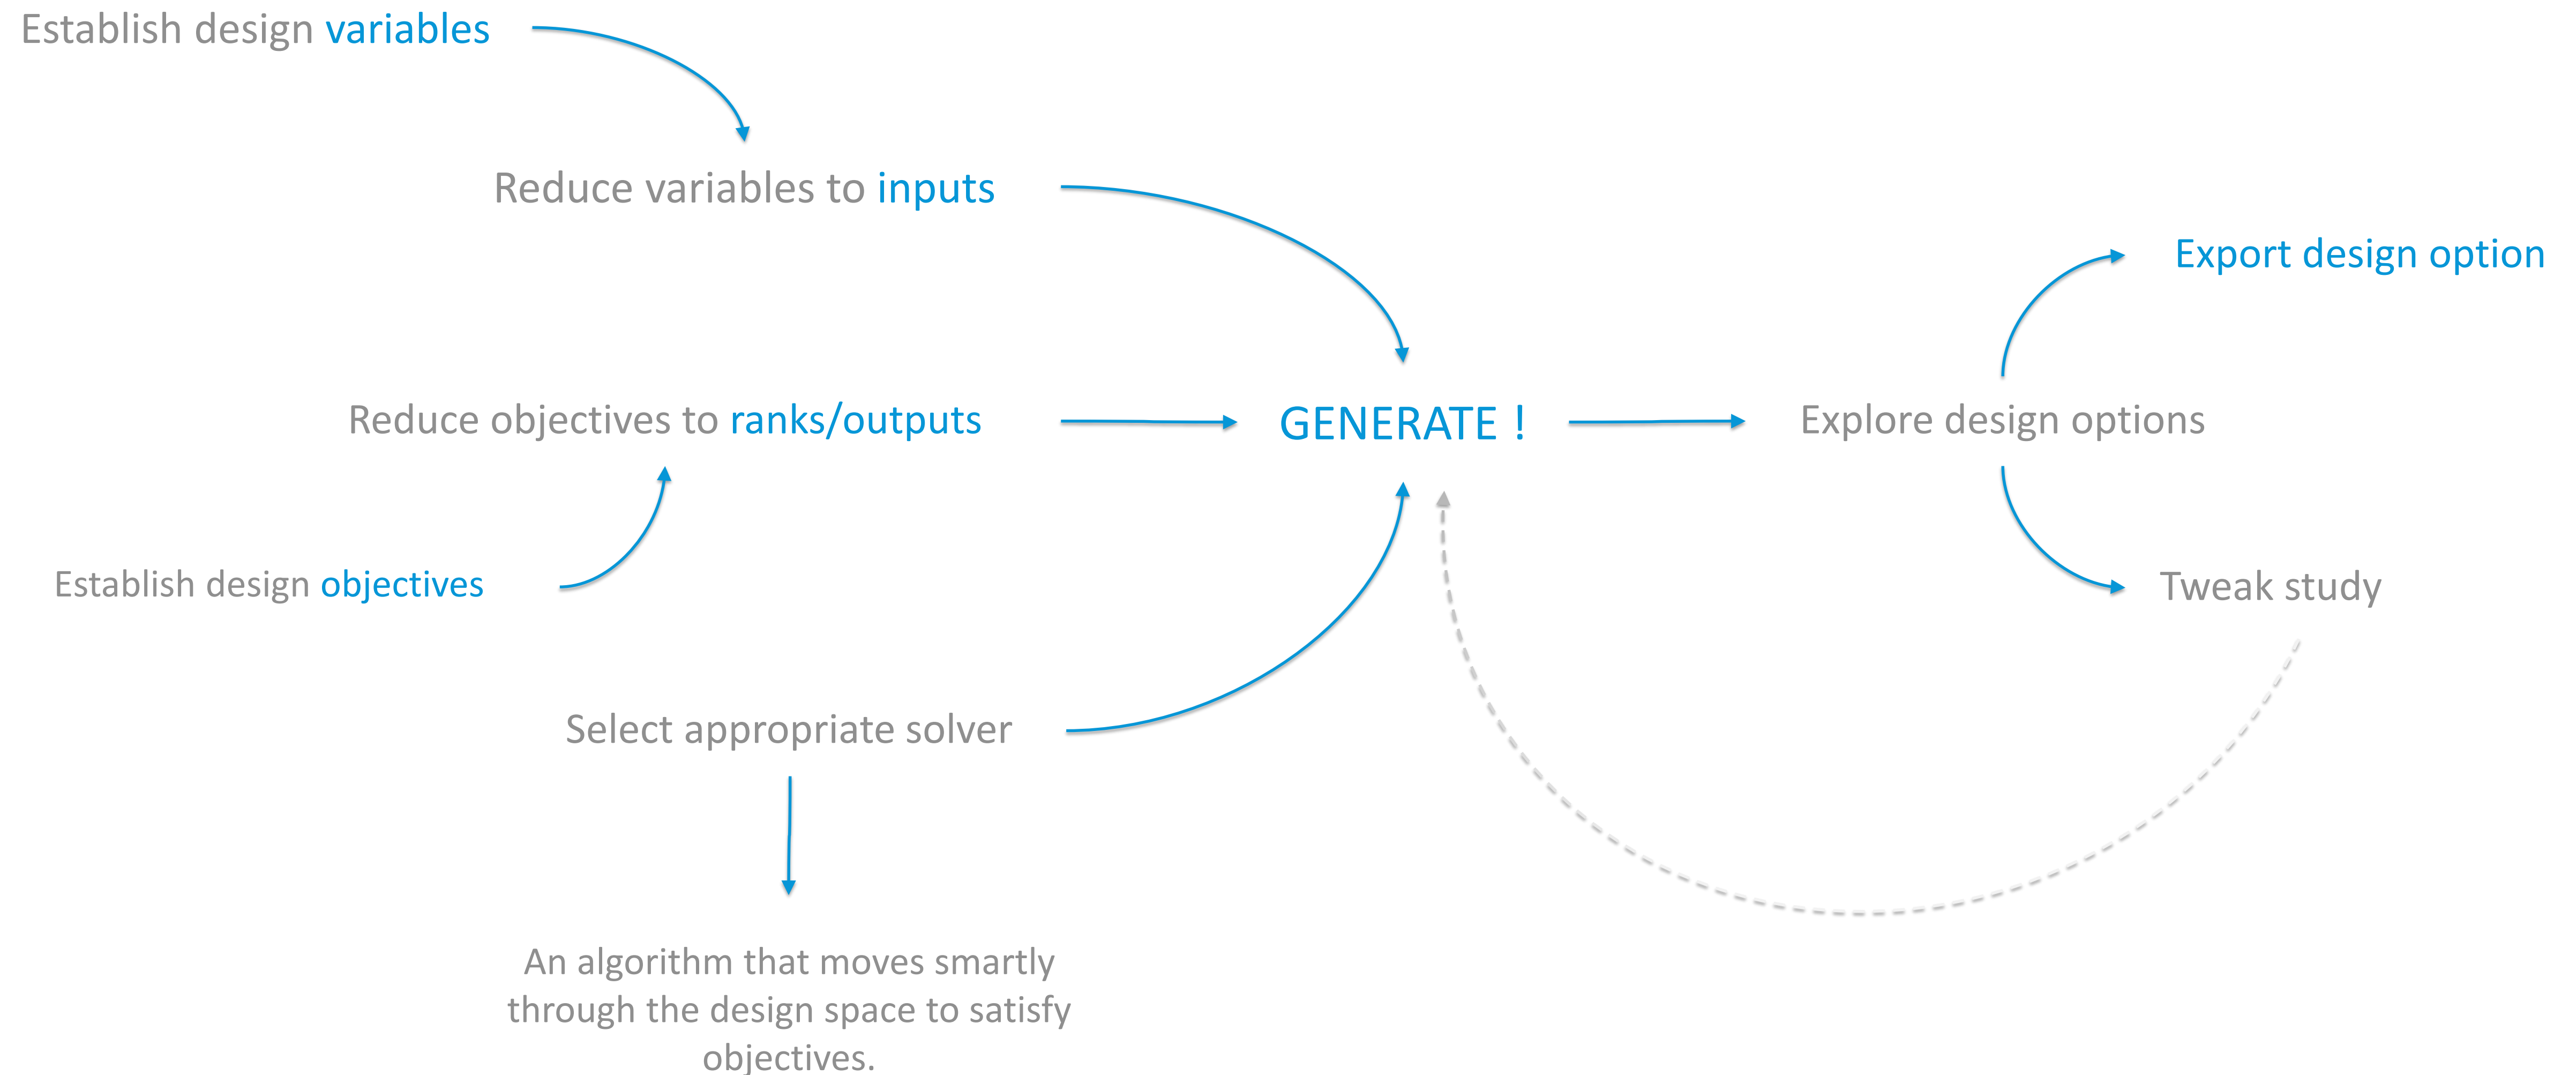 Establish design variables
Reduce variables to inputs
Export design option
Reduce objectives to ranks/outputs
GENERATE !
Explore design options
Establish design objectives
Tweak study
Select appropriate solver
An algorithm that moves smartly
through the design space to satisfy
objectives.